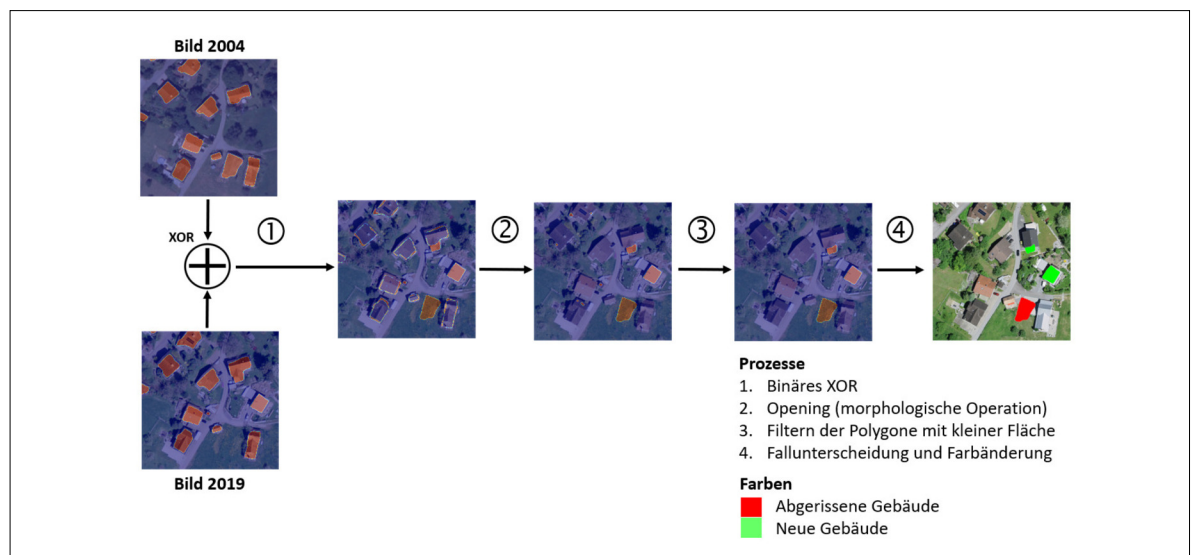 Bild 2004
XOR
①
②
③
④
Bild 2019
Prozesse
1. Binäres XOR
2. Opening (morphologische Operation)
3. Filtern der Polygone mit kleiner Fläche
4. Fallunterscheidung und Farbänderung
Farben
Abgerissene Gebäude
Neue Gebäude